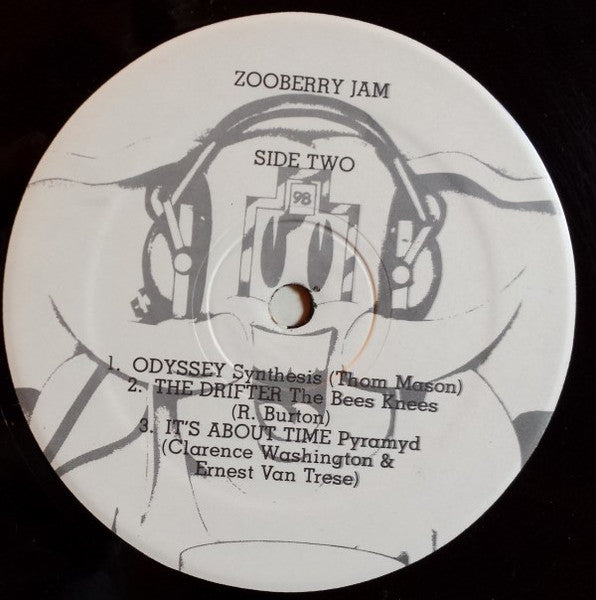 ZOOBERRY JAM
SIDE TWO
98
1. ODYSSEY Synthesis (Thom Mason)
2. THE DRIFTER The Bees Knees
(R. Burton)
3. IT'S ABOUT TIME Pyramyd
(Clarence Washington &
Ernest Van Trese)